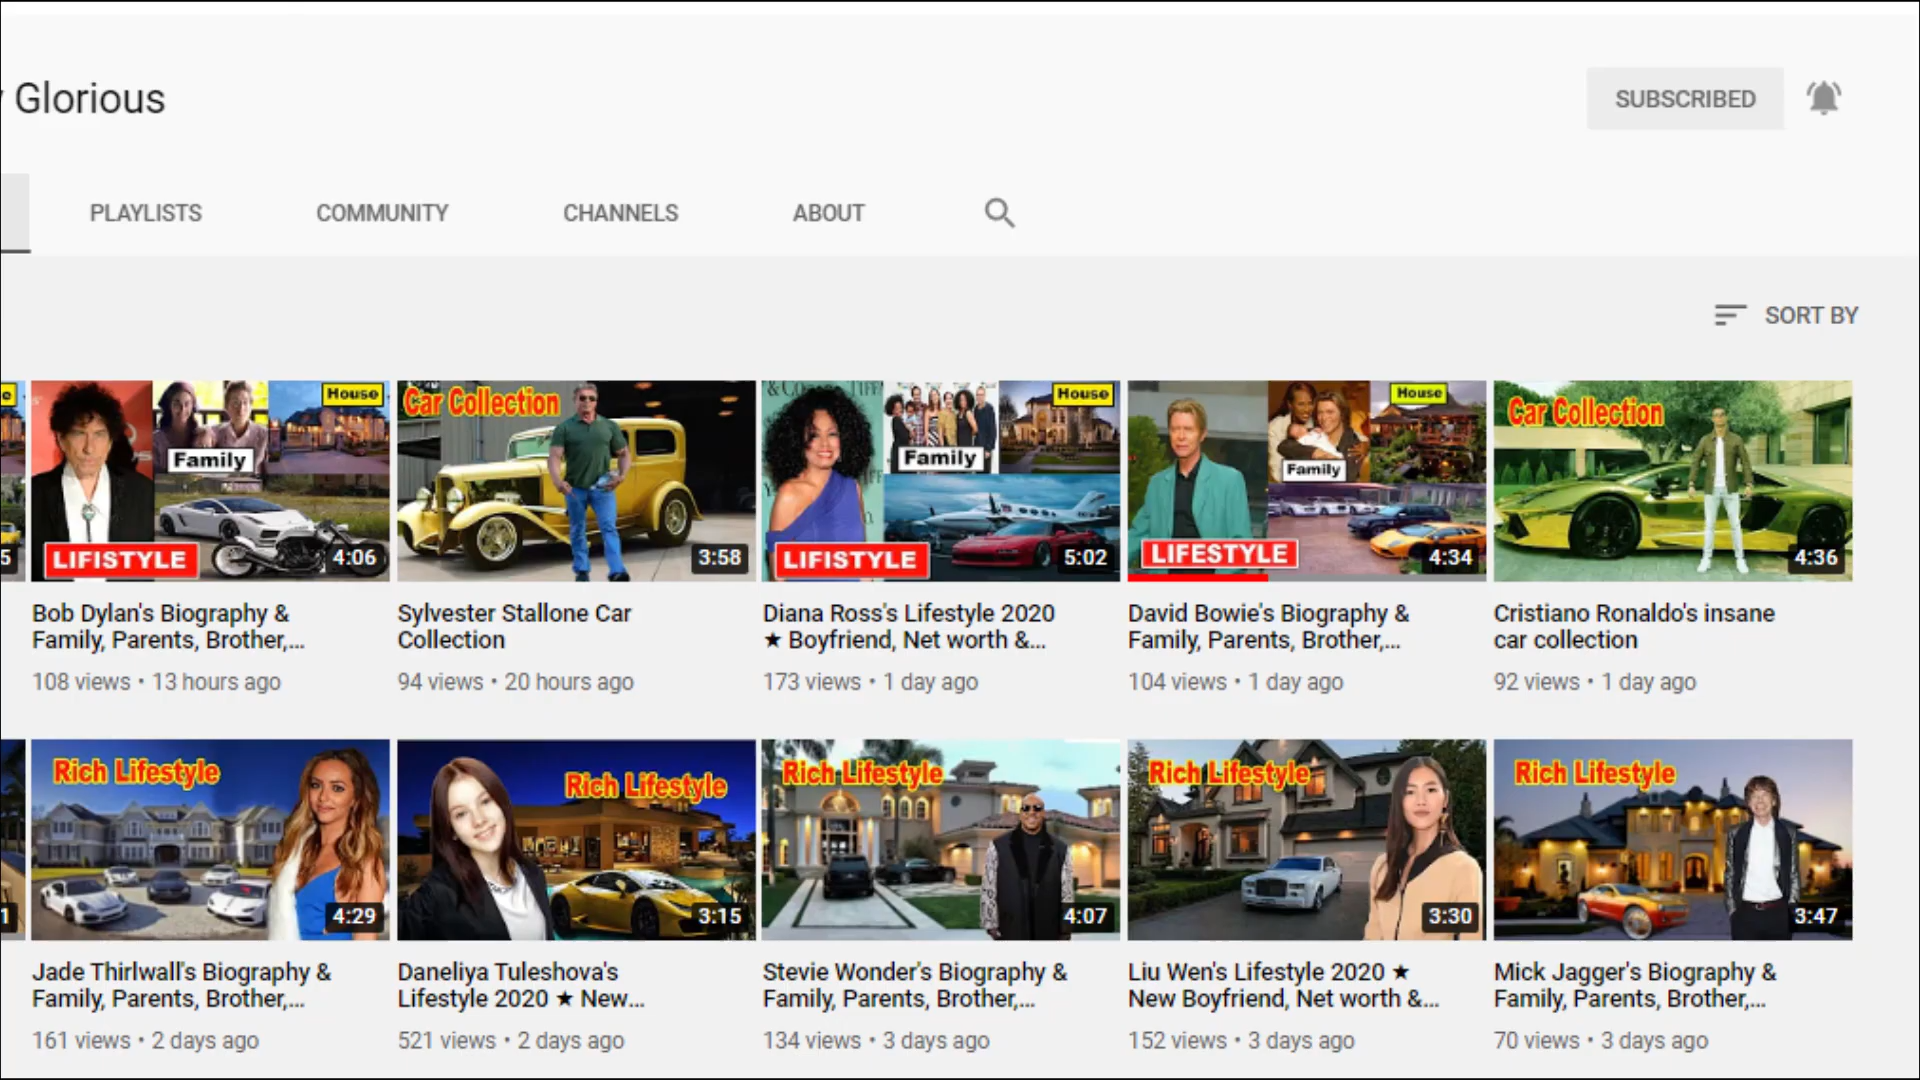 Glorious
SUBSCRIBED
PLAYLISTS COMMUNITY CHANNELS ABOUT
SORT BY
House
Family
LIFISTYLE
4:06
Car Collection
3:58
House
Family
LIFISTYLE
5:02
House
Family
LIFESTYLE
4:34
Car Collection
4:36
Bob Dylan's Biography &
Family, Parents, Brother,...
108 views • 13 hours ago
Sylvester Stallone Car
Collection
94 views • 20 hours ago
Diana Ross's Lifestyle 2020
★ Boyfriend, Net worth &...
173 views • 1 day ago
David Bowie's Biography &
Family, Parents, Brother,...
104 views • 1 day ago
Cristiano Ronaldo's insane
car collection
92 views • 1 day ago
Rich Lifestyle
4:29
Rich Lifestyle
3:15
Rich Lifestyle
4:07
Rich Lifestyle
3:30
Rich Lifestyle
3:47
Jade Thirlwall's Biography &
Family, Parents, Brother,...
161 views • 2 days ago
Daneliya Tuleshova's
Lifestyle 2020 ★ New...
521 views • 2 days ago
Stevie Wonder's Biography &
Family, Parents, Brother,...
134 views • 3 days ago
Liu Wen's Lifestyle 2020 ★
New Boyfriend, Net worth &...
152 views • 3 days ago
Mick Jagger's Biography &
Family, Parents, Brother,...
70 views • 3 days ago